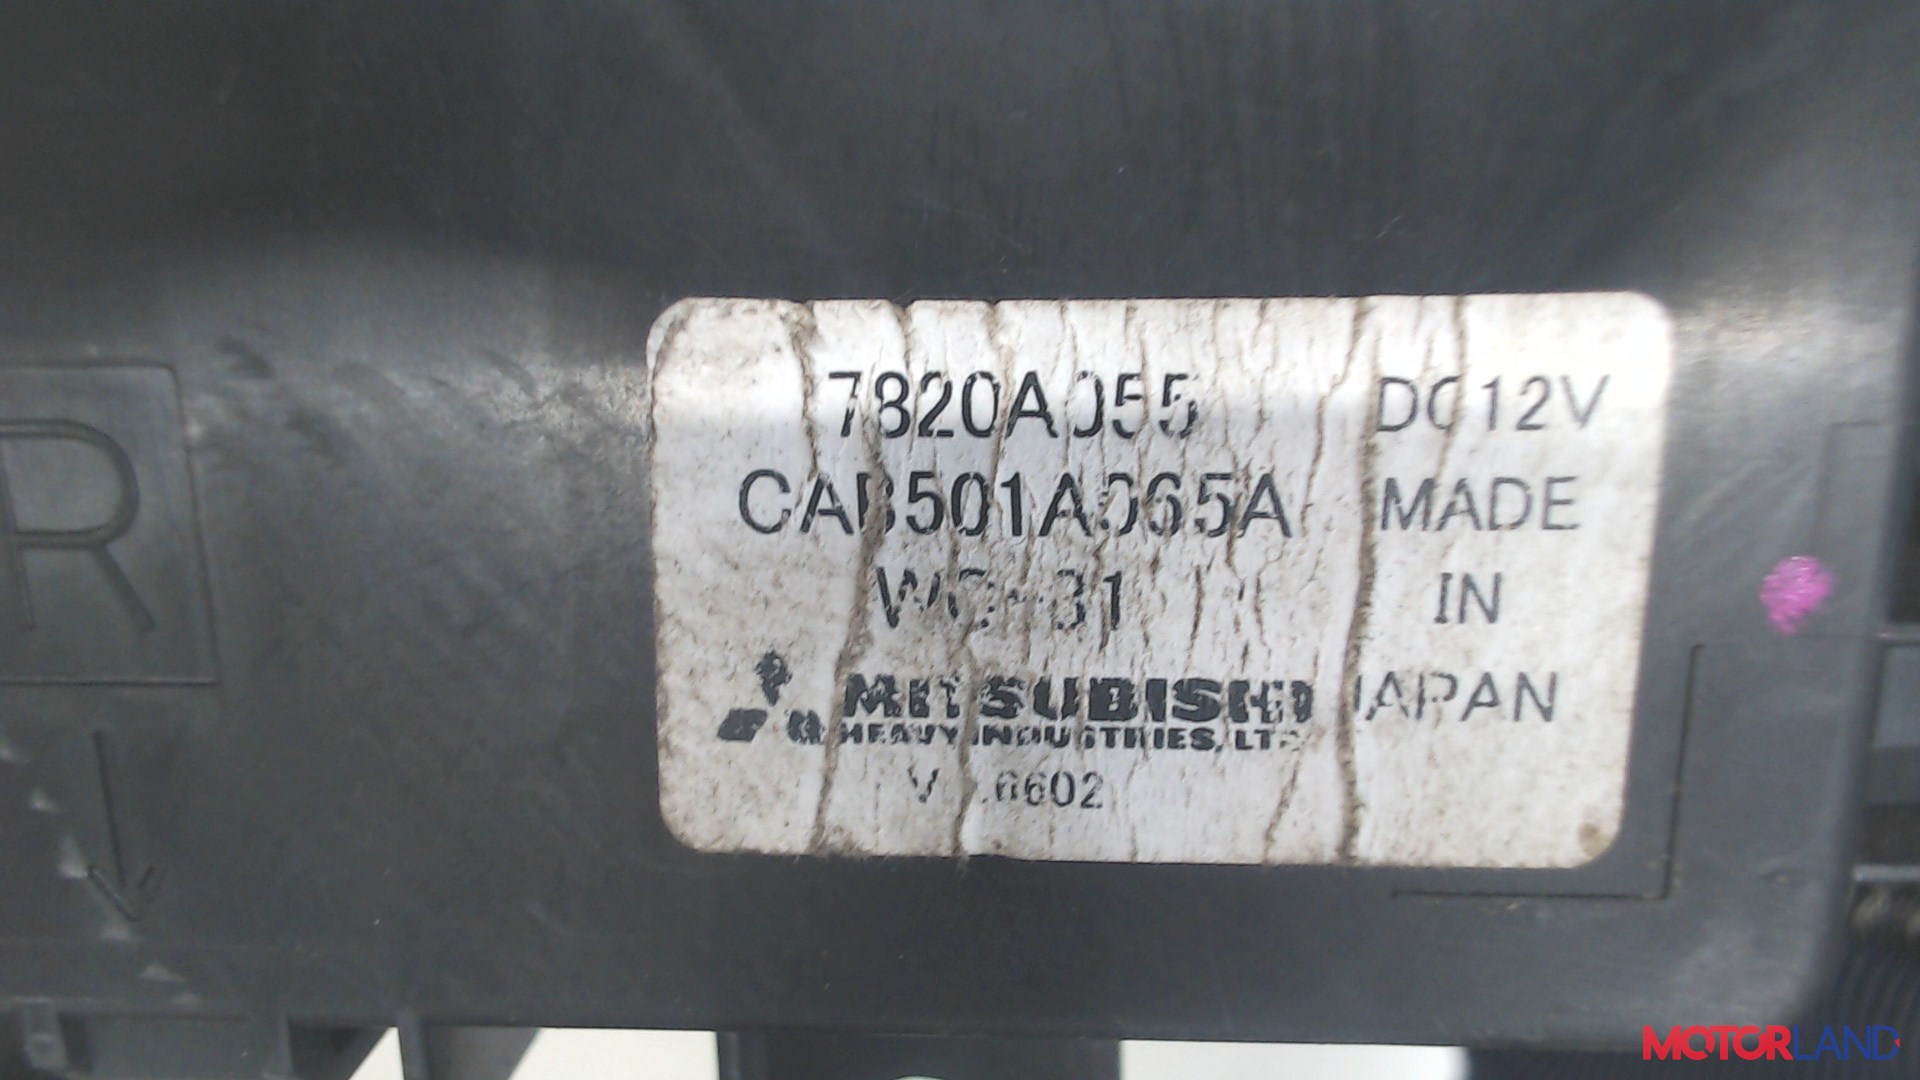 R
7820A055
DC12V
CAB501A065A
MADE
IN
MITSUBISHI
JAPAN
HEAVY INDUSTRIES, LTD.
MOTORLAND